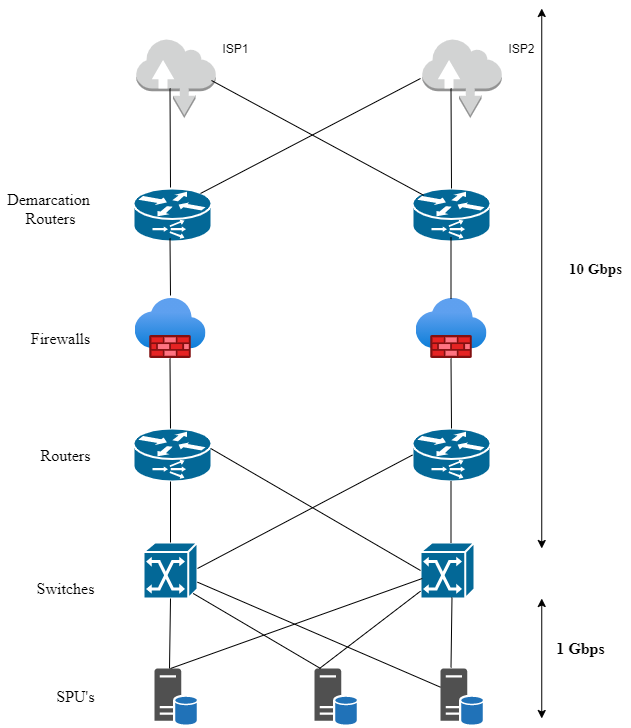 ISP1
ISP2
Demarcation
Routers
10 Gbps
Firewalls
Routers
Switches
1 Gbps
SPU's